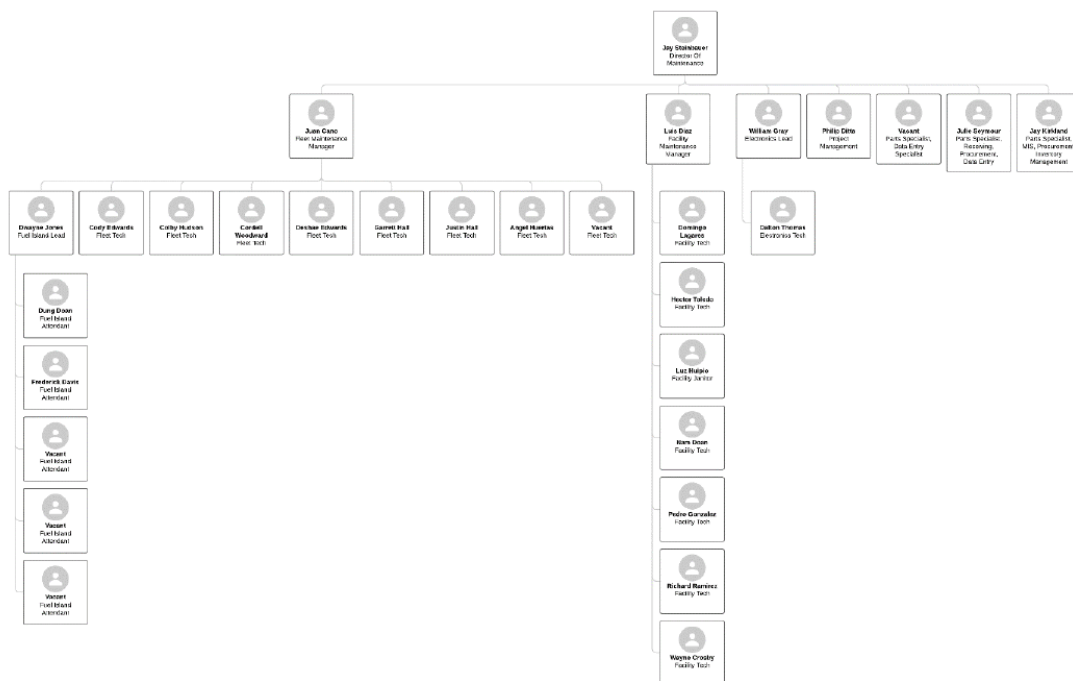 Jay Steinbauer
Director Of
Maintenance
Juan Cano
Fleet Maintenance
Manager
Luis Diaz
Facility
Maintenance
Manager
William Gray
Electronics Lead
Philip Ditto
Project
Management
Vacant
Parts Specialist,
Data Entry
Specialist
Julie Seymour
Parts Specialist,
Receiving,
Procurement,
Data Entry
Jay Kirkland
Parts Specialist,
MIS, Procurement
Inventory
Management
Dwayne Jones
Fuel Island Lead
Cody Edwards
Fleet Tech
Colby Hudson
Fleet Tech
Cordell
Woodward
Fleet Tech
Deshae Edwards
Fleet Tech
Garrett Hall
Fleet Tech
Justin Hall
Fleet Tech
Angel Huertas
Fleet Tech
Vacant
Fleet Tech
Domingo
Lagares
Facility Tech
Dalton Thomas
Electronics Tech
Dung Doan
Fuel Island
Attendant
Hector Toledo
Facility Tech
Frederick Davis
Fuel Island
Attendant
Luz
Facility Janitor
Vacant
Fuel Island
Attendant
Nam Doan
Facility Tech
Vacant
Fuel Island
Attendant
Pedro Gonzalez
Facility Tech
Vacant
Fuel Island
Attendant
Richard Ramirez
Facility Tech
Wayne Crosby
Facility Tech